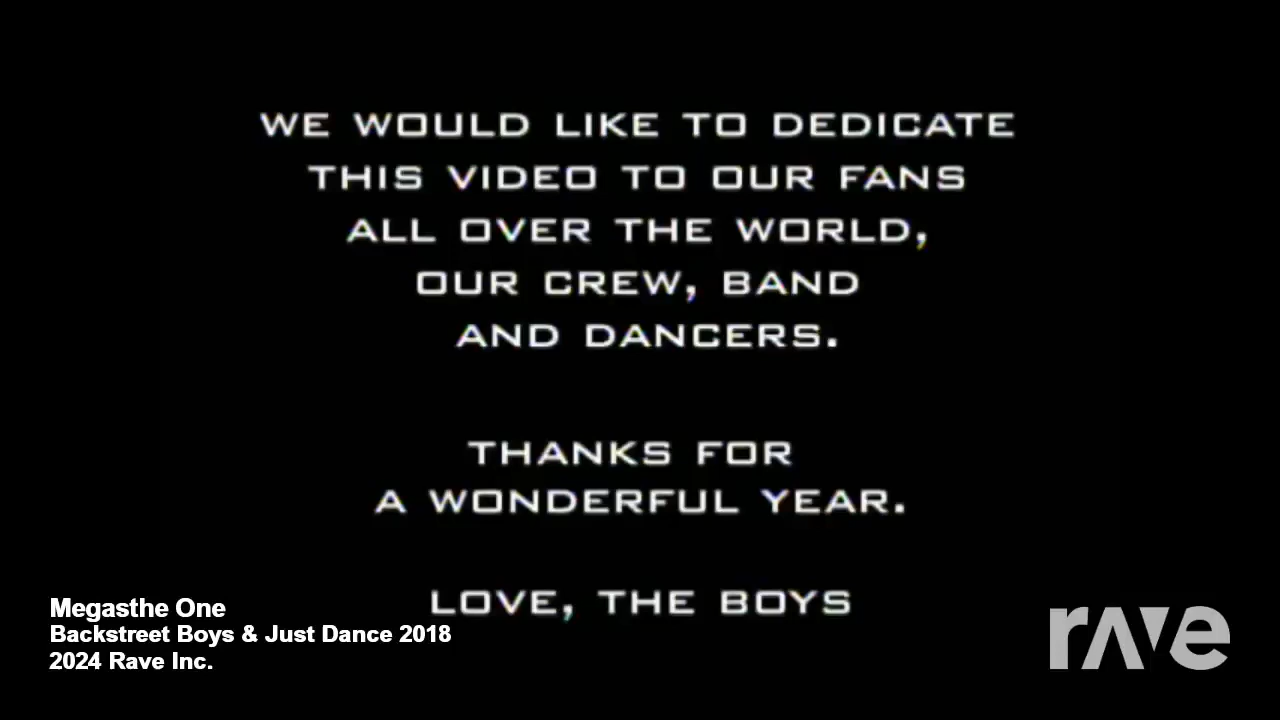 WE WOULD LIKE TO DEDICATE
THIS VIDEO TO OUR FANS
ALL OVER THE WORLD,
OUR CREW, BAND
AND DANCERS.
THANKS FOR
A WONDERFUL YEAR.
LOVE, THE BOYS
Megasthe One
Backstreet Boys & Just Dance 2018
2024 Rave Inc.
rave